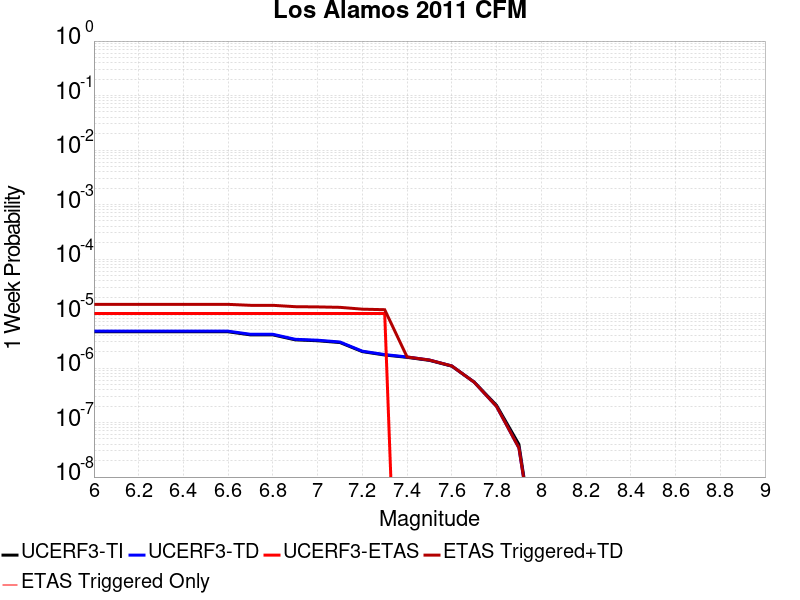 Los Alamos 2011 CFM
10^0
10^-1
10^-2
10^-3
10^-4
10^-5
10^-6
10^-7
10^-8
1 Week Probability
6 6.2 6.4 6.6 6.8 7 7.2 7.4 7.6 7.8 8 8.2 8.4 8.6 8.8 9
Magnitude
UCERF3-TI UCERF3-TD UCERF3-ETAS ETAS Triggered+TD
ETAS Triggered Only